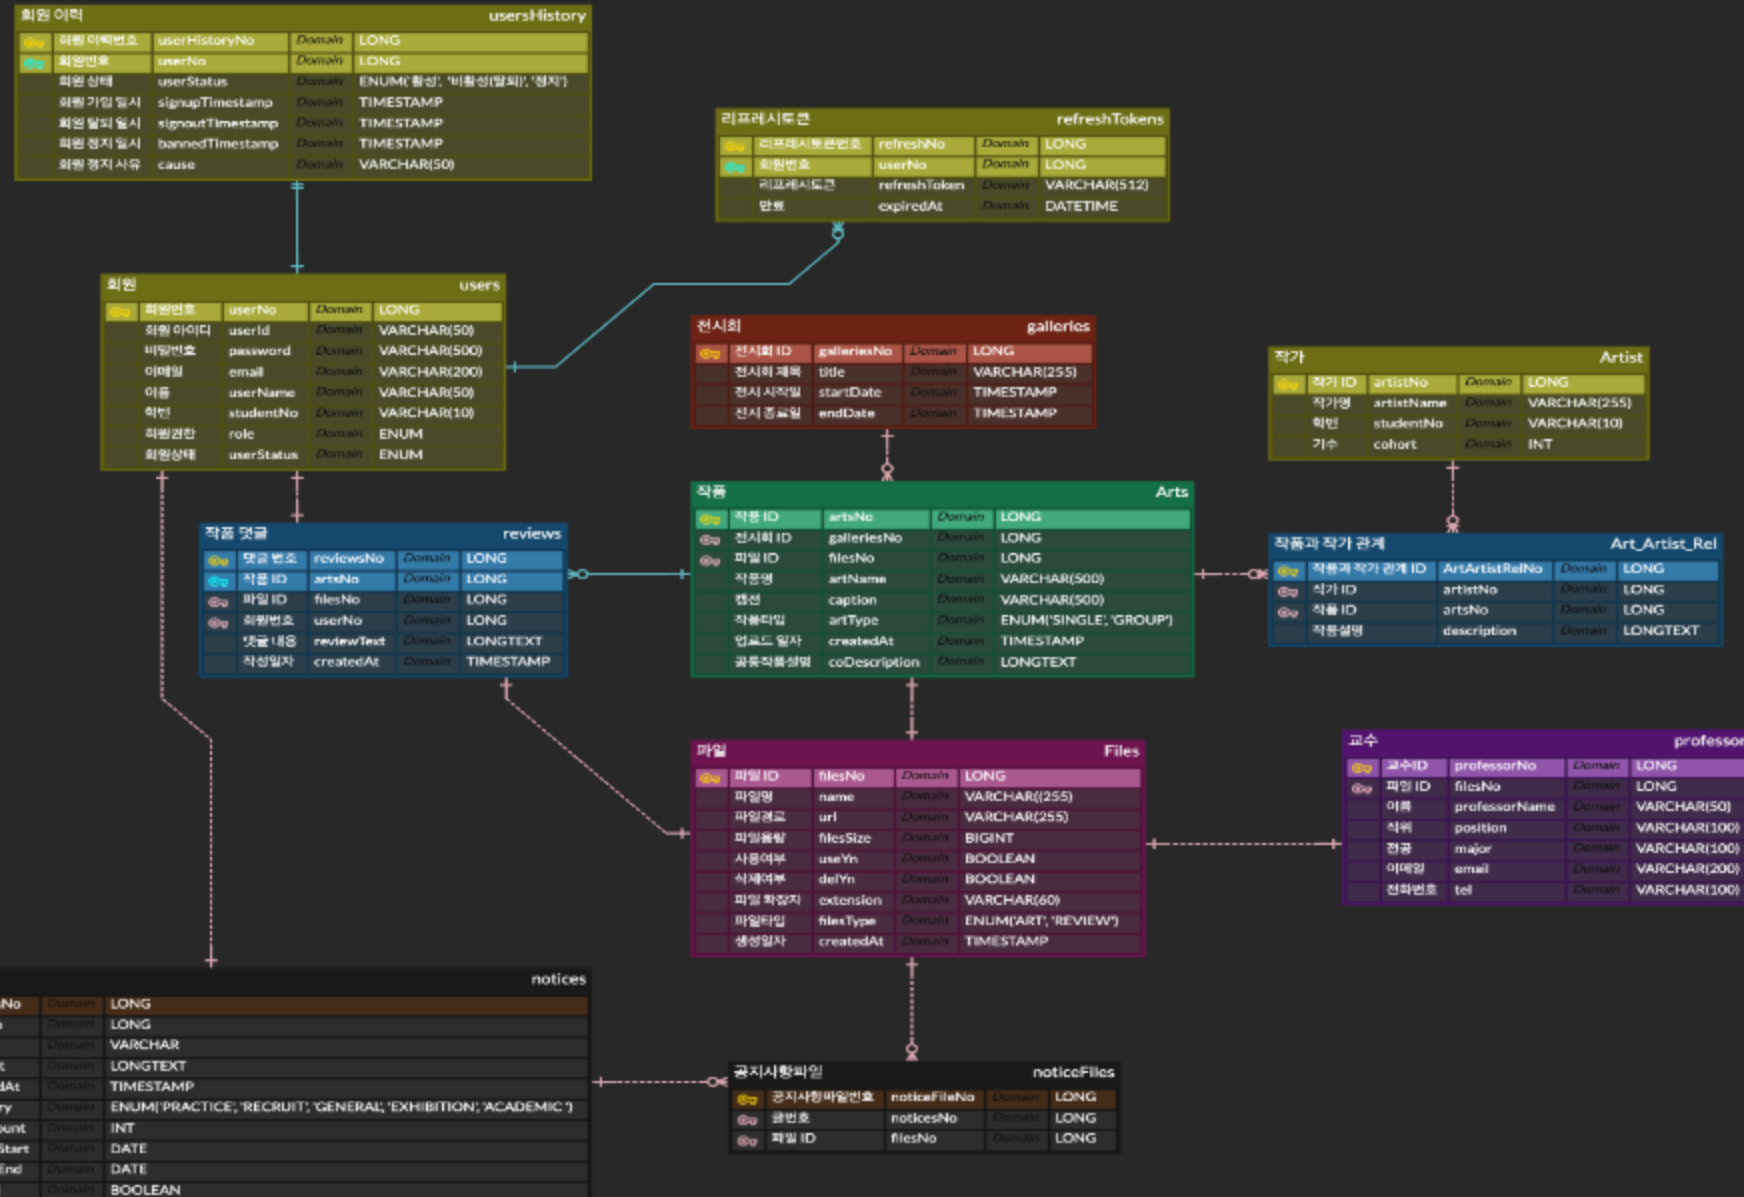 회원 이력 usersHistory
회원 이력번호 userHistoryNo Domain LONG
회원번호 userNo Domain LONG
회원 상태 userStatus Domain ENUM('활성', '비활성(탈퇴)', '정지')
회원 가입 일시 signupTimestamp Domain TIMESTAMP
회원 탈퇴 일시 signoutTimestamp Domain TIMESTAMP
회원 정지 일시 bannedTimestamp Domain TIMESTAMP
회원 정지 사유 cause Domain VARCHAR(50)
리프레시토큰 refreshTokens
리프레시토큰번호 refreshNo Domain LONG
회원번호 userNo Domain LONG
리프레시토큰 refreshToken Domain VARCHAR(512)
만료 expiredAt Domain DATETIME
회원 users
회원번호 userNo Domain LONG
회원 아이디 userId Domain VARCHAR(50)
비밀번호 password Domain VARCHAR(500)
이메일 email Domain VARCHAR(200)
이름 userName Domain VARCHAR(50)
학번 studentNo Domain VARCHAR(10)
회원권한 role Domain ENUM
회원상태 userStatus Domain ENUM
전시회 galleries
전시회 ID galleriesNo Domain LONG
전시회 제목 title Domain VARCHAR(255)
전시 시작일 startDate Domain TIMESTAMP
전시 종료일 endDate Domain TIMESTAMP
작가 Artist
작가 ID artistNo Domain LONG
작가명 artistName Domain VARCHAR(255)
학번 studentNo Domain VARCHAR(10)
기수 cohort Domain INT
작품 댓글 reviews
댓글 번호 reviewsNo Domain LONG
작품 ID artsNo Domain LONG
파일 ID filesNo Domain LONG
회원번호 userNo Domain LONG
댓글 내용 reviewText Domain LONGTEXT
작성일자 createdAt Domain TIMESTAMP
작품 Arts
작품 ID artsNo Domain LONG
전시회 ID galleriesNo Domain LONG
파일 ID filesNo Domain LONG
작품명 artName Domain VARCHAR(500)
캡션 caption Domain VARCHAR(500)
작품타입 artType Domain ENUM('SINGLE', 'GROUP')
업로드 일자 createdAt Domain TIMESTAMP
공동작품설명 coDescription Domain LONGTEXT
작품과 작가 관계 Art_Artist_Rel
작품과 작가 관계 ID ArtArtistRelNo Domain LONG
작가 ID artistNo Domain LONG
작품 ID artsNo Domain LONG
작품설명 description Domain LONGTEXT
파일 Files
파일 ID filesNo Domain LONG
파일명 name Domain VARCHAR((255)
파일경로 url Domain VARCHAR(255)
파일용량 filesSize Domain BIGINT
사용여부 useYn Domain BOOLEAN
삭제여부 delYn Domain BOOLEAN
파일 확장자 extension Domain VARCHAR(60)
파일타입 filesType Domain ENUM('ART', 'REVIEW')
생성일자 createdAt Domain TIMESTAMP
교수 professor
교수ID professorNo Domain LONG
파일 ID filesNo Domain LONG
이름 professorName Domain VARCHAR(50)
직위 position Domain VARCHAR(100)
전공 major Domain VARCHAR(100)
이메일 email Domain VARCHAR(200)
전화번호 tel Domain VARCHAR(100)
notices
sNo Domain LONG
Domain LONG
Domain VARCHAR
t Domain LONGTEXT
dAt Domain TIMESTAMP
ry Domain ENUM('PRACTICE', 'RECRUIT', 'GENERAL', 'EXHIBITION', 'ACADEMIC ')
ount Domain INT
Start Domain DATE
End Domain DATE
Domain BOOLEAN
공지사항파일 noticeFiles
공지사항파일번호 noticeFileNo Domain LONG
글번호 noticesNo Domain LONG
파일 ID filesNo Domain LONG